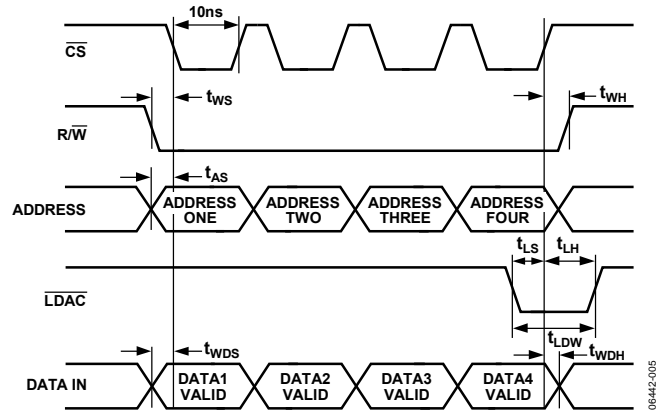 10ns
CS
tWS
tWH
R/W
tAS
ADDRESS
ADDRESS ONE
ADDRESS TWO
ADDRESS THREE
ADDRESS FOUR
tLS
tLH
LDAC
tLDW
tWDS
tWDH
DATA IN
DATA1 VALID
DATA2 VALID
DATA3 VALID
DATA4 VALID
06442-005